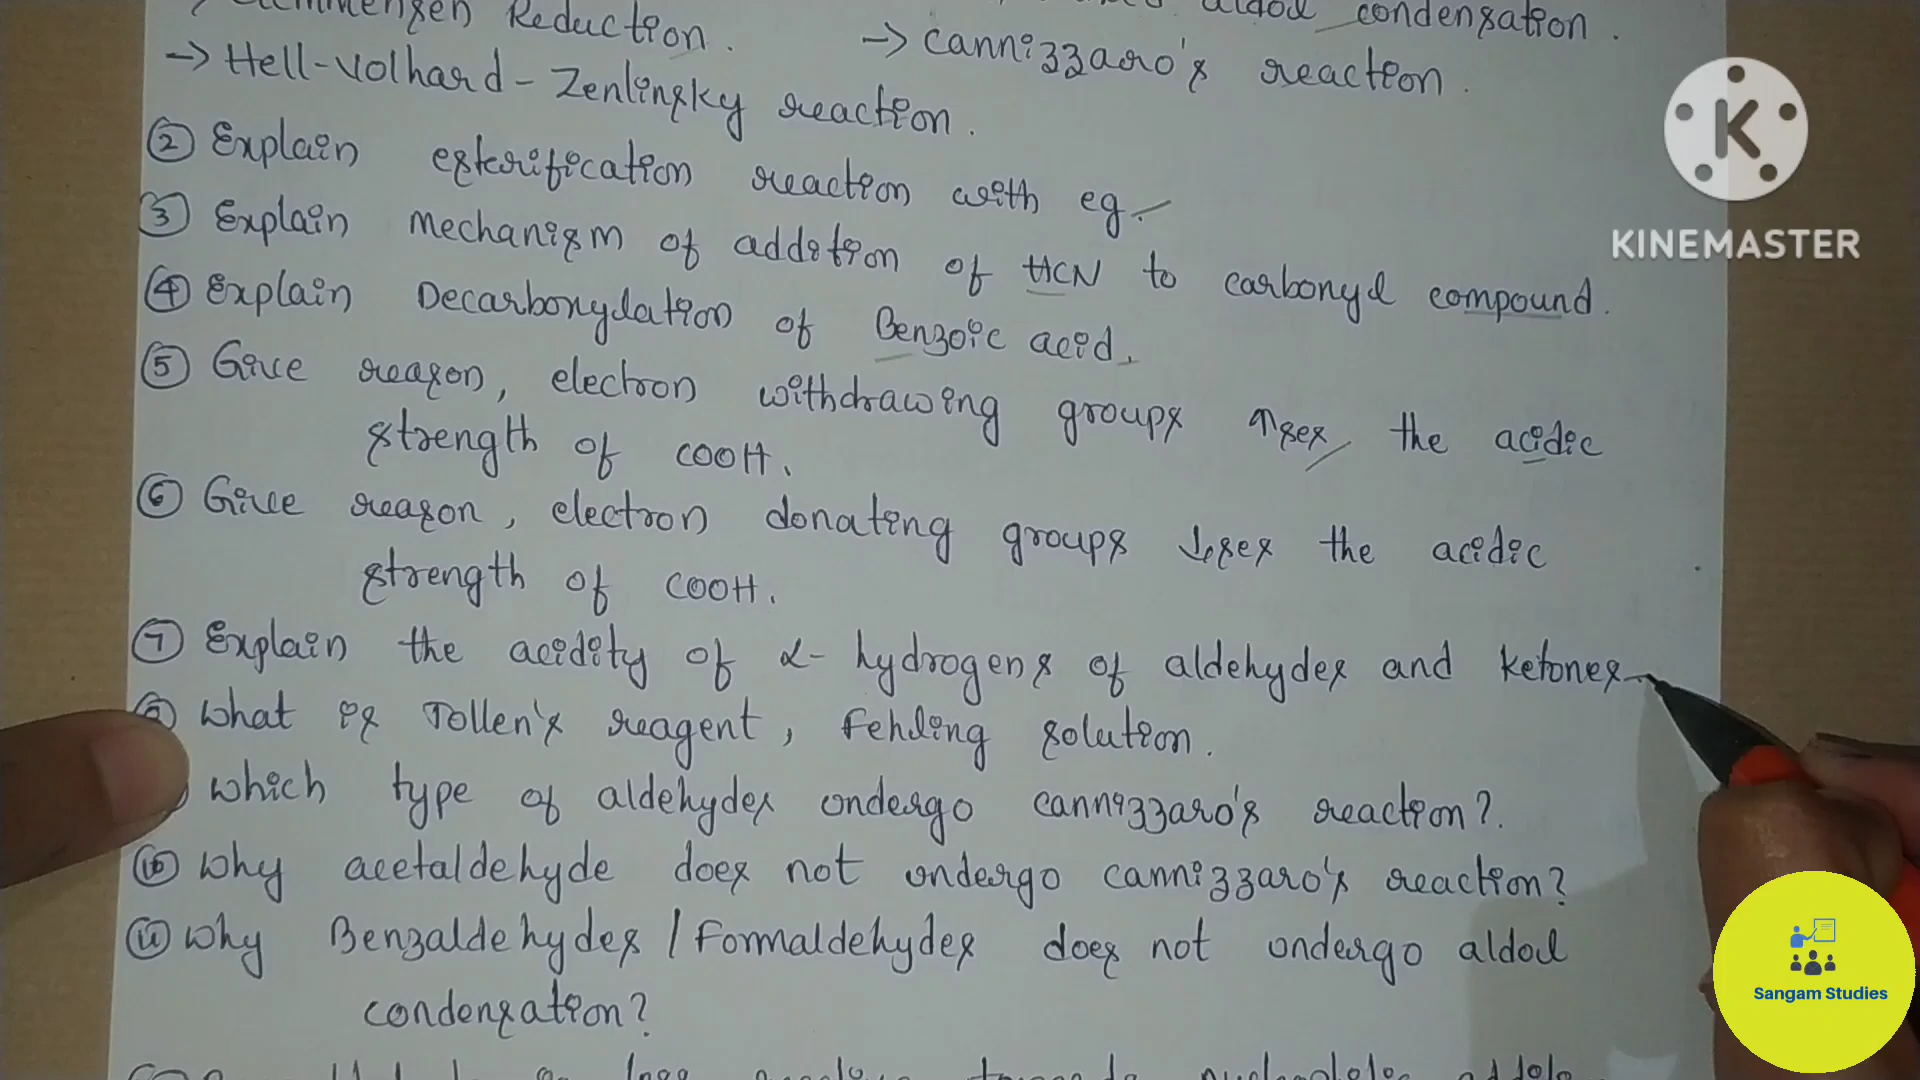 Reduction. aldol condensation.
→ Hell-Volhard-Zenlinsky reaction. → cannizzaro's reaction.
② Explain esterification reaction with eg.
③ Explain Mechanism of addition of HCN to carbonyl compound.
④ Explain Decarboxylation of Benzoic acid.
⑤ Give reason, electron withdrawing groups ↑ses the acidic
strength of COOH.
⑥ Give reason, electron donating groups ↓ses the acidic
strength of COOH.
⑦ Explain the acidity of α- hydrogens of aldehydes and ketones
What is Tollen's reagent, Fehling solution.
which type of aldehydes undergo cannizzaro's reaction?
⑩ Why acetaldehyde does not undergo cannizzaro's reaction?
⑪ Why Benzaldehydes / Formaldehydes does not undergo aldol
condensation?
KINEMASTER
Sangam Studies